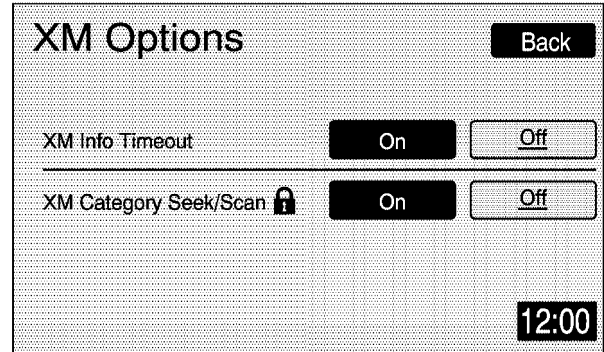 XM Options Back
XM Info Timeout On Off
XM Category Seek/Scan On Off
12:00